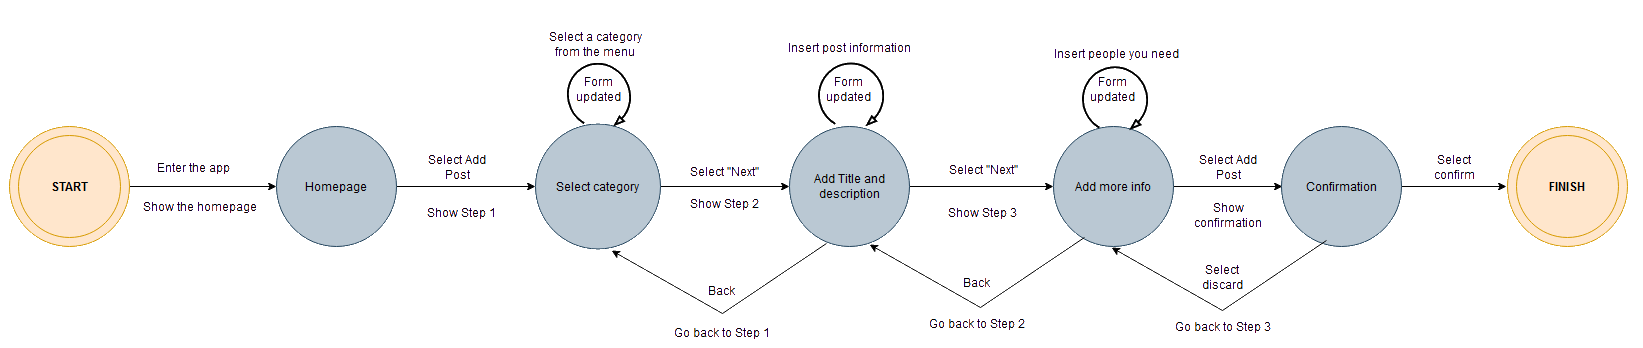 START
Enter the app
Show the homepage
Homepage
Select Add
Post
Show Step 1
Select a category
from the menu
Form
updated
Select category
Select "Next"
Show Step 2
Back
Go back to Step 1
Insert post information
Form
updated
Add Title and
description
Select "Next"
Show Step 3
Back
Go back to Step 2
Insert people you need
Form
updated
Add more info
Select Add
Post
Show
confirmation
Select
discard
Go back to Step 3
Confirmation
Select
confirm
FINISH